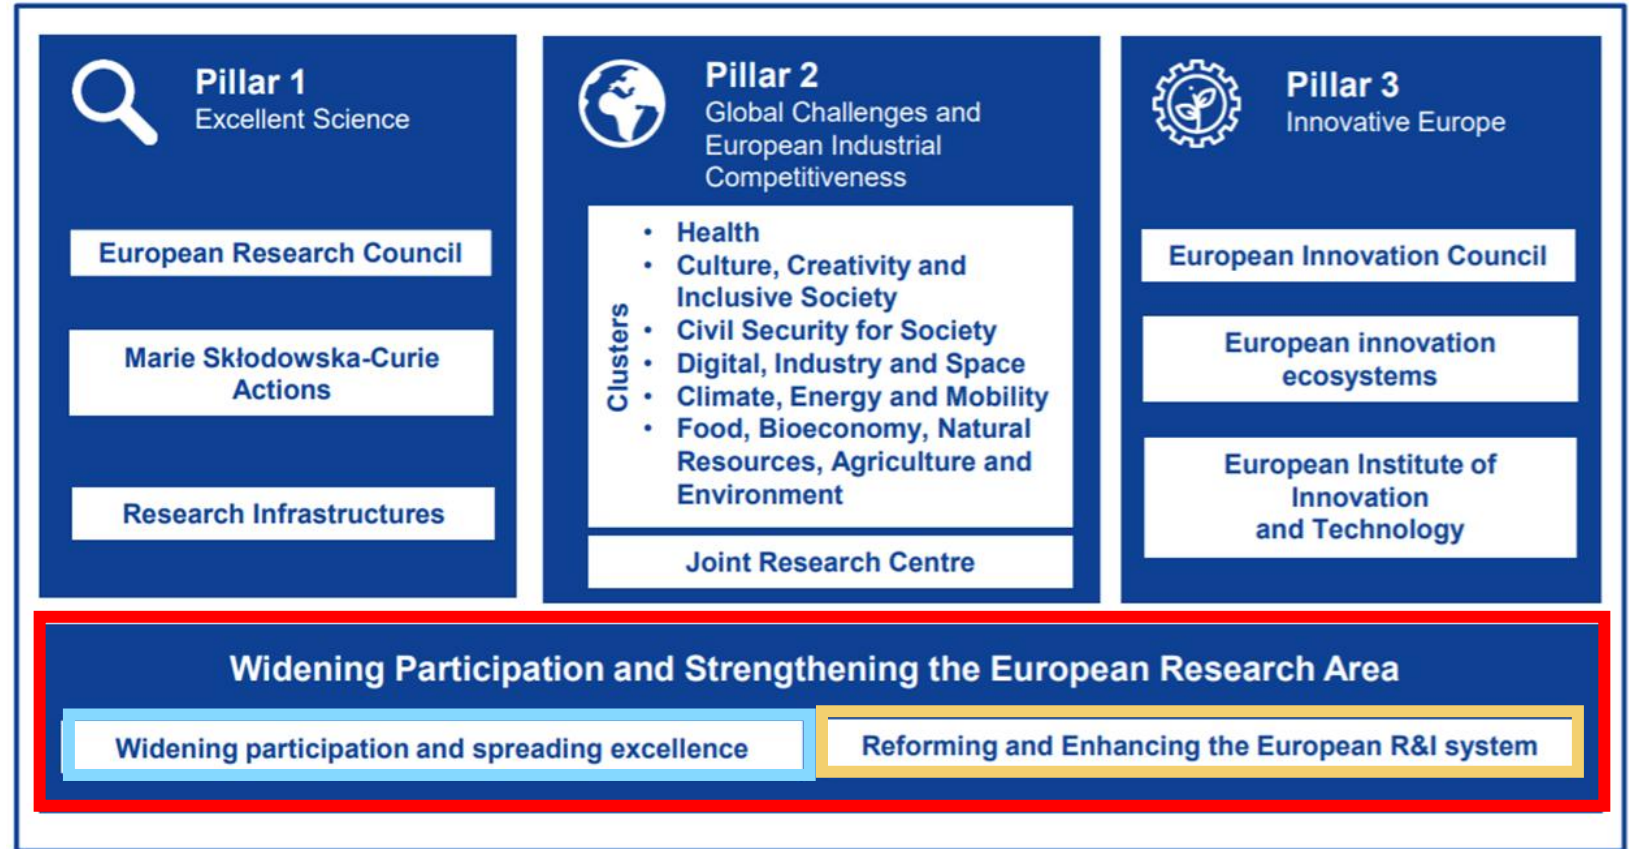 Pillar 1
Excellent Science
European Research Council
Marie Skłodowska-Curie
Actions
Research Infrastructures
Pillar 2
Global Challenges and
European Industrial
Competitiveness
Clusters
• Health
• Culture, Creativity and
Inclusive Society
• Civil Security for Society
• Digital, Industry and Space
• Climate, Energy and Mobility
• Food, Bioeconomy, Natural
Resources, Agriculture and
Environment
Joint Research Centre
Pillar 3
Innovative Europe
European Innovation Council
European innovation
ecosystems
European Institute of
Innovation
and Technology
Widening Participation and Strengthening the European Research Area
Widening participation and spreading excellence
Reforming and Enhancing the European R&I system